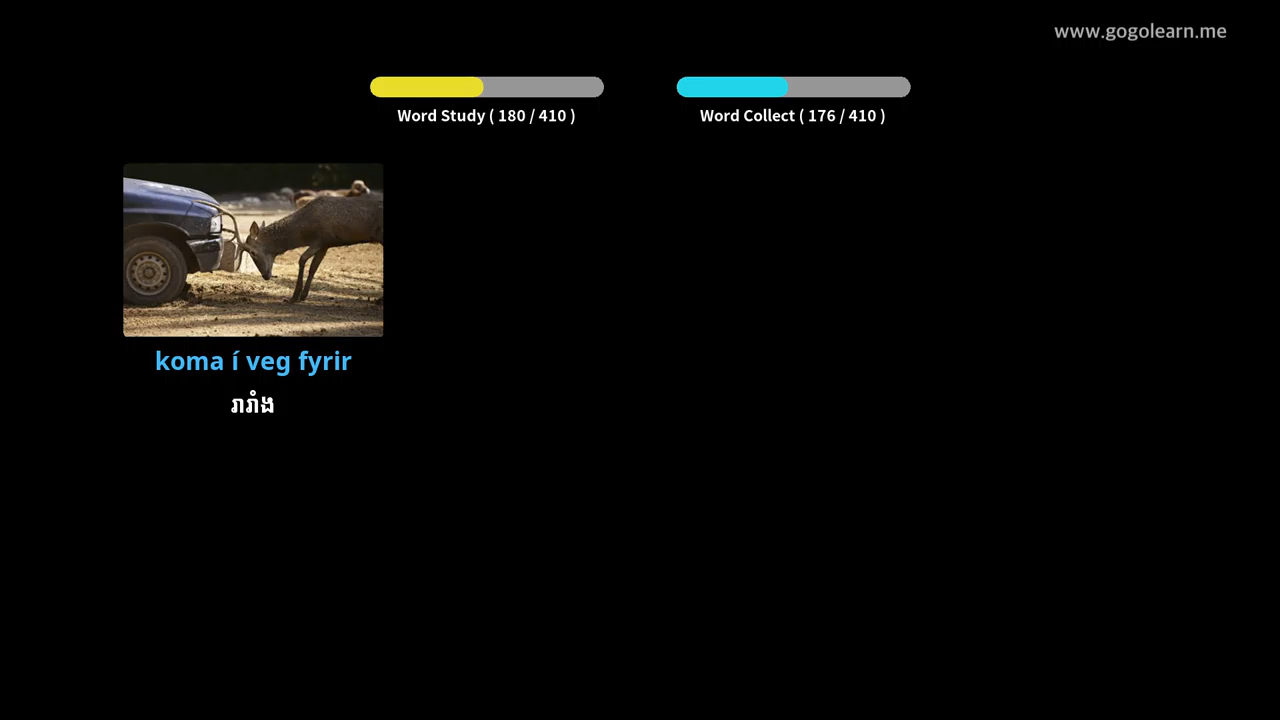 www.gogolearn.me
Word Study ( 180 / 410 )
Word Collect ( 176 / 410 )
koma í veg fyrir
រារាំង